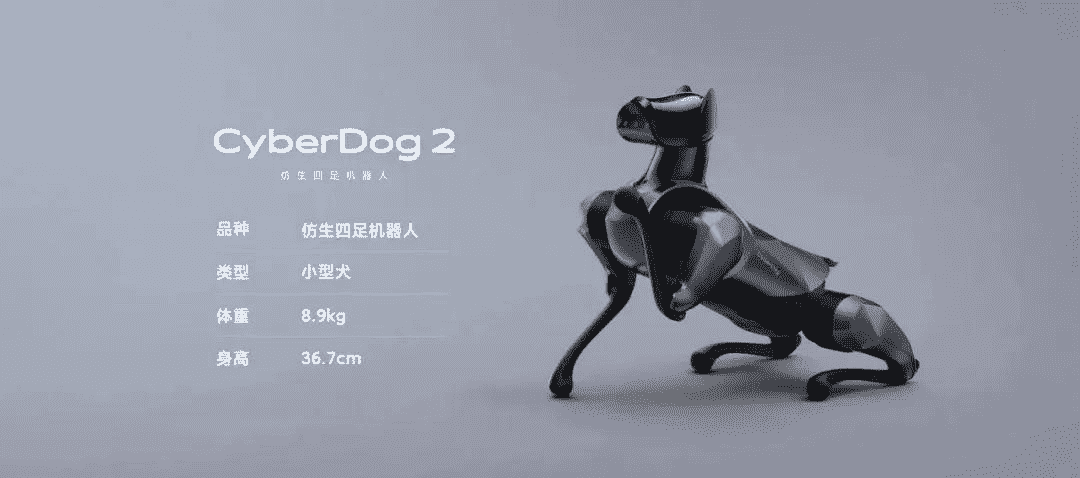 CyberDog 2
仿生四足机器人
品种 仿生四足机器人
类型 小型犬
体重 8.9kg
身高 36.7cm